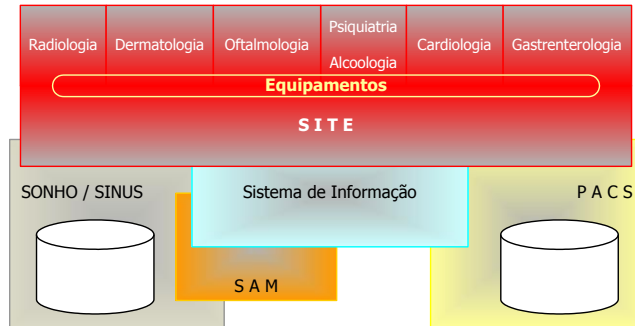 Radiologia
Dermatologia
Oftalmologia
Psiquiatria
Alcoologia
Cardiologia
Gastrenterologia
Equipamentos
S I T E
SONHO / SINUS
Sistema de Informação
P A C S
S A M